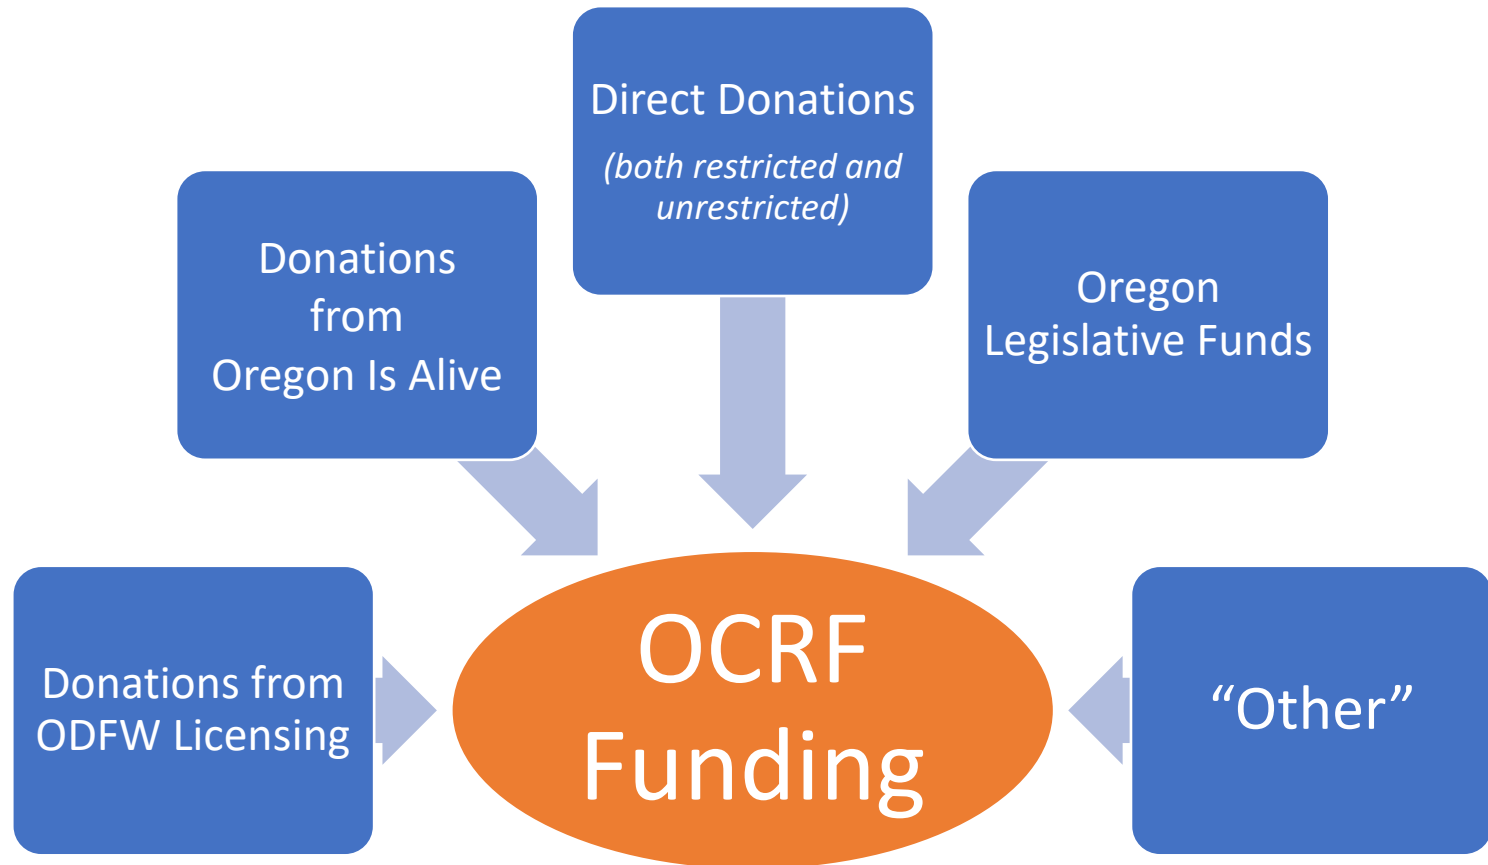 Direct Donations
(both restricted and
unrestricted)
Donations
from
Oregon Is Alive
Oregon
Legislative Funds
Donations from
ODFW Licensing
OCRF
Funding
“Other”